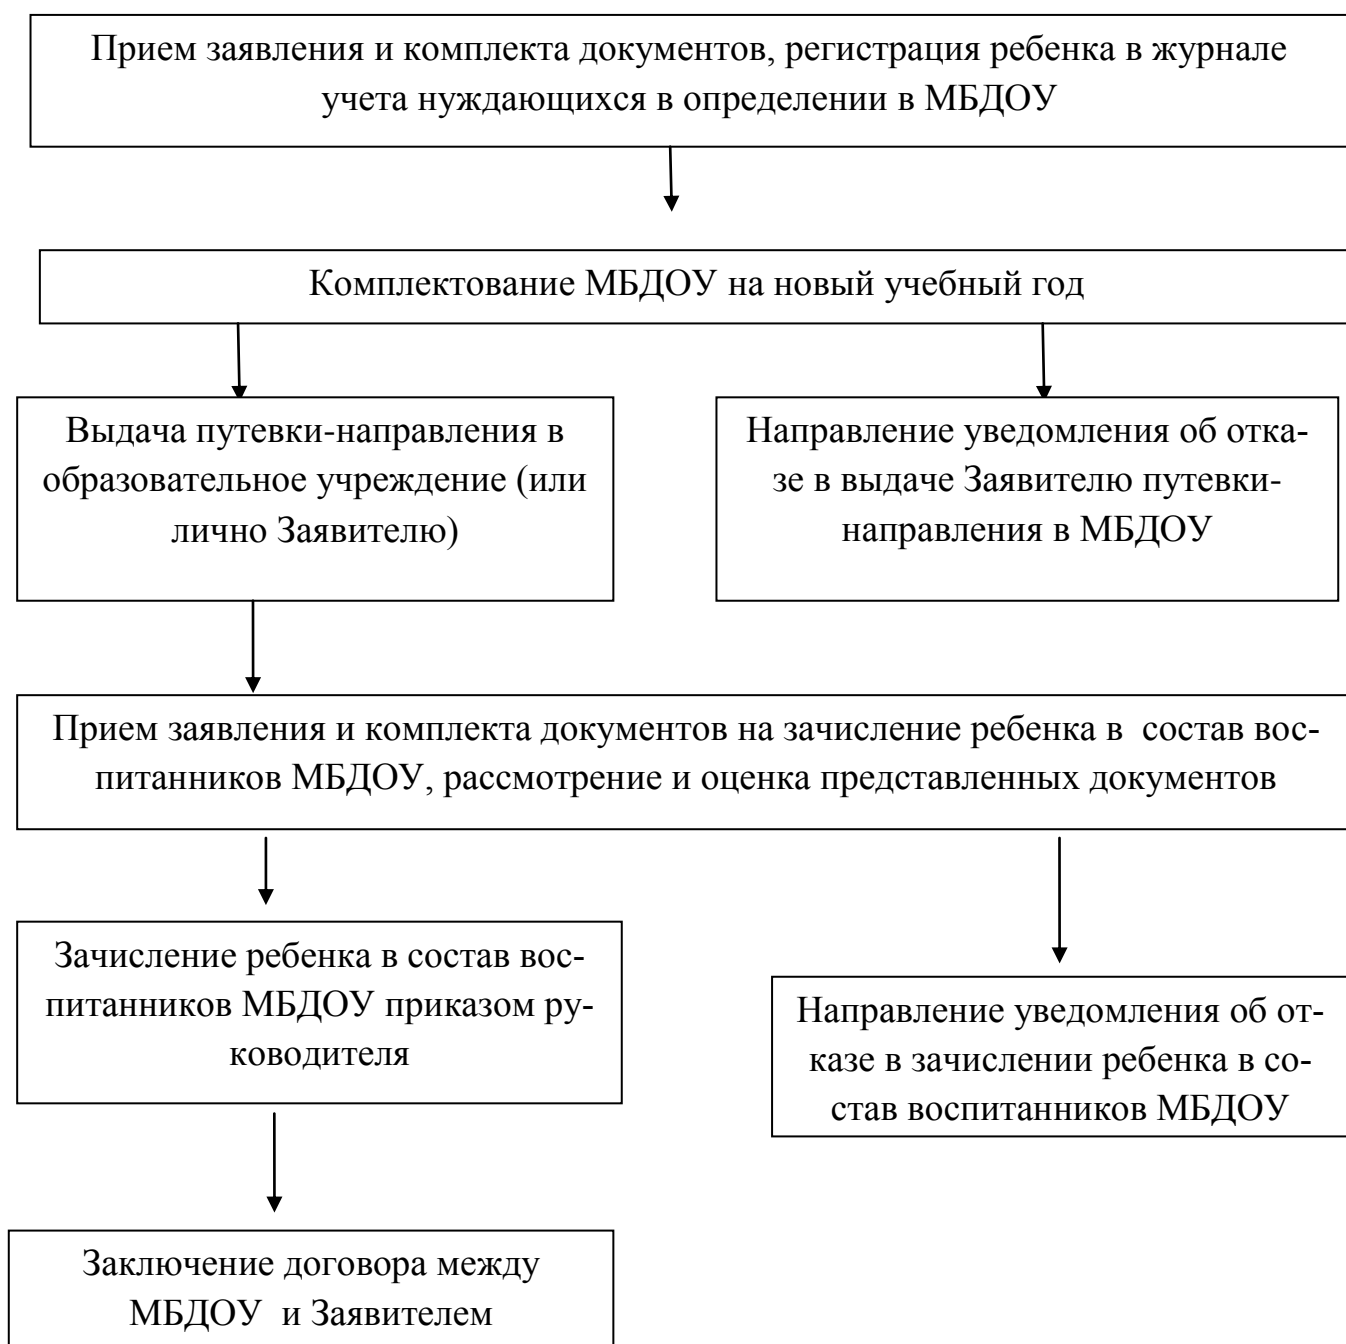 Прием заявления и комплекта документов, регистрация ребенка в журнале
учета нуждающихся в определении в МБДОУ
Комплектование МБДОУ на новый учебный год
Выдача путевки-направления в
образовательное учреждение (или
лично Заявителю)
Направление уведомления об отка-
зе в выдаче Заявителю путевки-
направления в МБДОУ
Прием заявления и комплекта документов на зачисление ребенка в  состав вос-
питанников МБДОУ, рассмотрение и оценка представленных документов
Зачисление ребенка в состав вос-
питанников МБДОУ приказом ру-
ководителя
Направление уведомления об от-
казе в зачислении ребенка в со-
став воспитанников МБДОУ
Заключение договора между
МБДОУ  и Заявителем